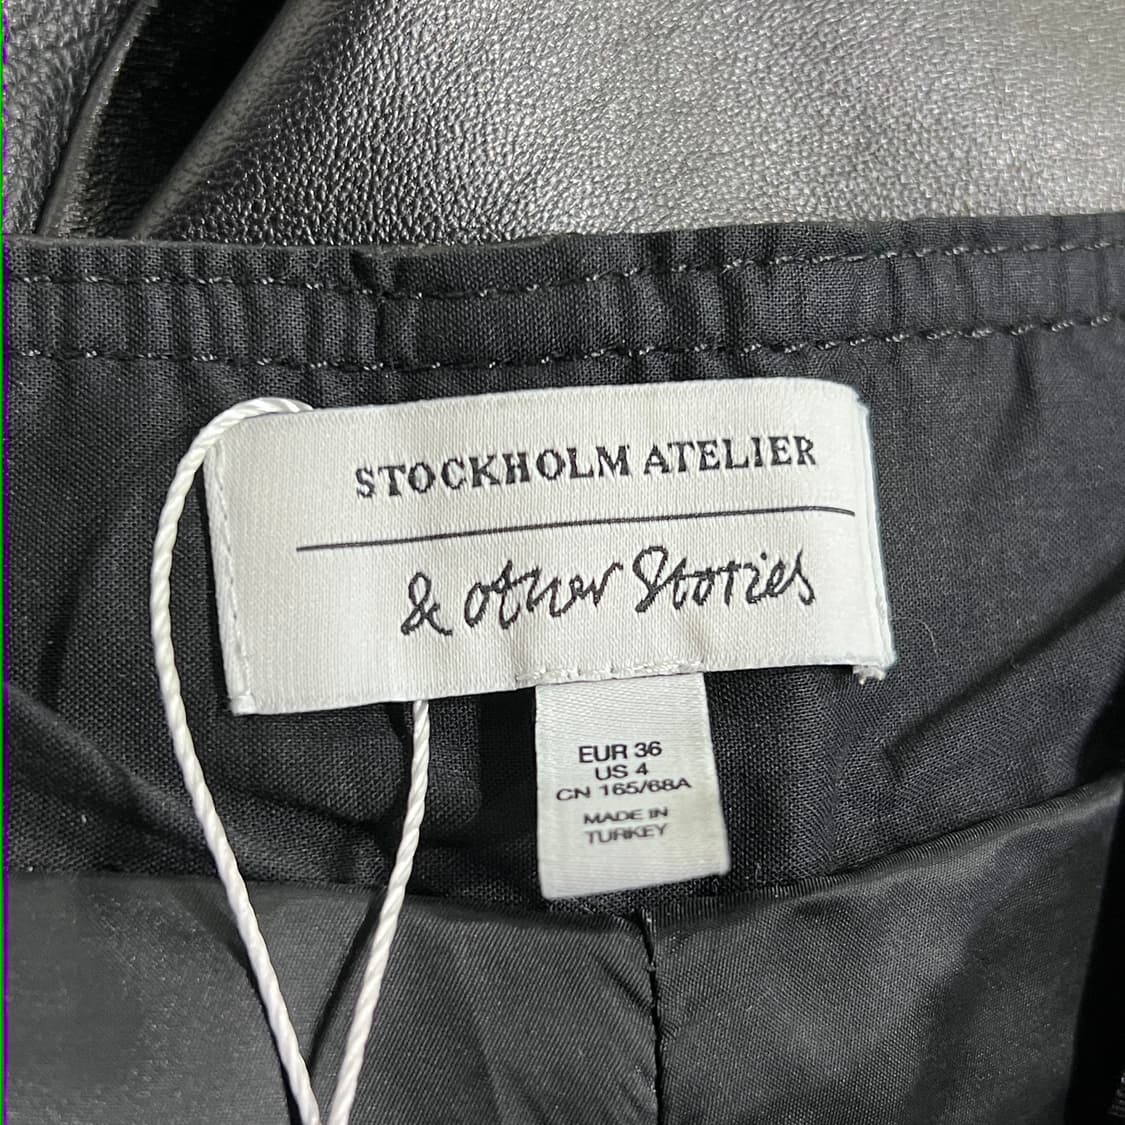 STOCKHOLM ATELIER
& other Stories
EUR 36
US 4
CN 165/68A
MADE IN
TURKEY